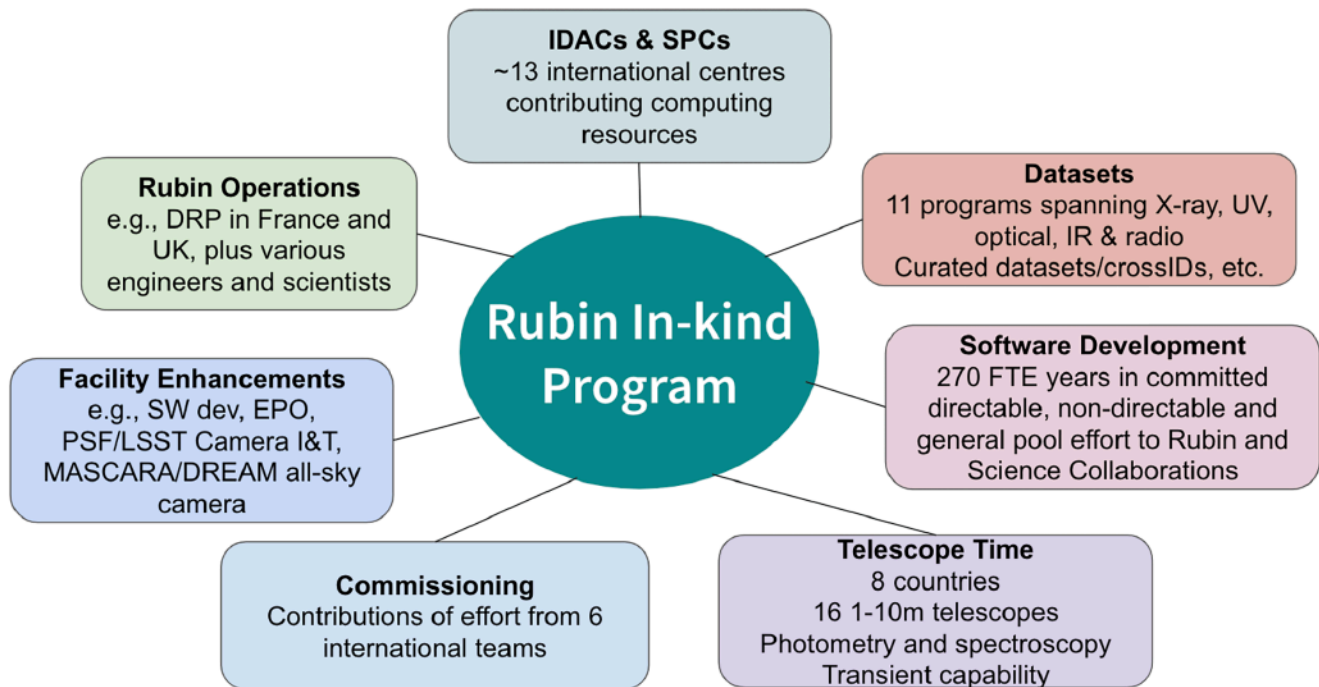 IDACs & SPCs
~13 international centres
contributing computing
resources
Rubin Operations
e.g., DRP in France and
UK, plus various
engineers and scientists
Datasets
11 programs spanning X-ray, UV,
optical, IR & radio
Curated datasets/crossIDs, etc.
Rubin In-kind
Program
Facility Enhancements
e.g., SW dev, EPO,
PSF/LSST Camera I&T,
MASCARA/DREAM all-sky
camera
Software Development
270 FTE years in committed
directable, non-directable and
general pool effort to Rubin and
Science Collaborations
Commissioning
Contributions of effort from 6
international teams
Telescope Time
8 countries
16 1-10m telescopes
Photometry and spectroscopy
Transient capability